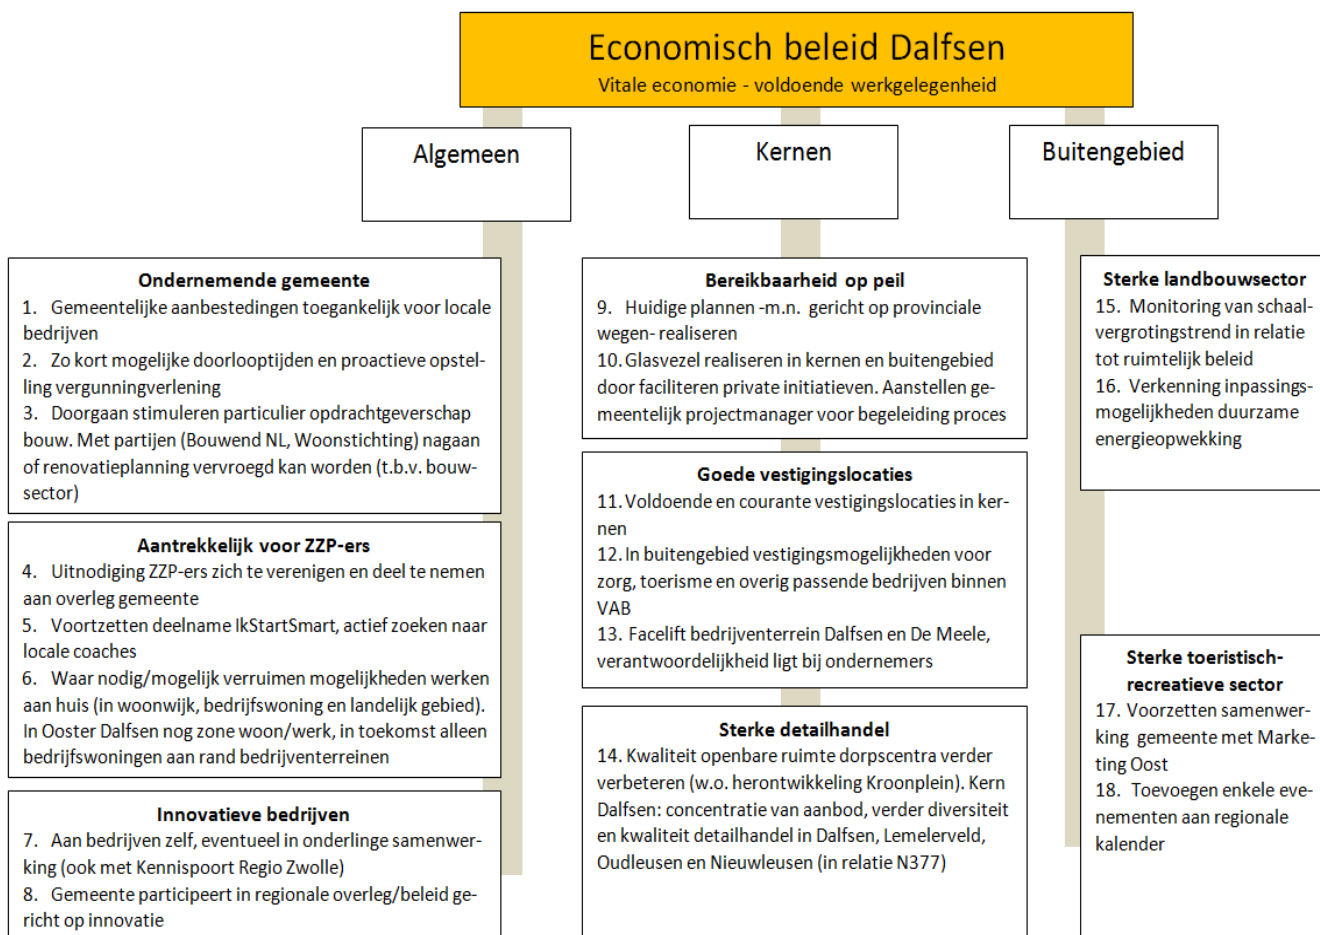 Economisch beleid Dalfsen
Vitale economie - voldoende werkgelegenheid
Algemeen
Kernen
Buitengebied
Ondernemende gemeente
1. Gemeentelijke aanbestedingen toegankelijk voor locale
bedrijven
2. Zo kort mogelijke doorlooptijden en proactieve opstel-
ling vergunningverlening
3. Doorgaan stimuleren particulier opdrachtgeverschap
bouw. Met partijen (Bouwend NL, Woonstichting) nagaan
of renovatieplanning vervroegd kan worden (t.b.v. bouw-
sector)
Aantrekkelijk voor ZZP-ers
4. Uitnodiging ZZP-ers zich te verenigen en deel te nemen
aan overleg gemeente
5. Voortzetten deelname IkStartSmart, actief zoeken naar
locale coaches
6. Waar nodig/mogelijk verruimen mogelijkheden werken
aan huis (in woonwijk, bedrijfswoning en landelijk gebied).
In Ooster Dalfsen nog zone woon/werk, in toekomst alleen
bedrijfswoningen aan rand bedrijventerreinen
Innovatieve bedrijven
7. Aan bedrijven zelf, eventueel in onderlinge samenwer-
king (ook met Kennispoort Regio Zwolle)
8. Gemeente participeert in regionale overleg/beleid ge-
richt op innovatie
Bereikbaarheid op peil
9. Huidige plannen -m.n. gericht op provinciale
wegen- realiseren
10. Glasvezel realiseren in kernen en buitengebied
door faciliteren private initiatieven. Aanstellen ge-
meentelijk projectmanager voor begeleiding proces
Goede vestigingslocaties
11. Voldoende en courante vestigingslocaties in ker-
nen
12. In buitengebied vestigingsmogelijkheden voor
zorg, toerisme en overig passende bedrijven binnen
VAB
13. Facelift bedrijventerrein Dalfsen en De Meele,
verantwoordelijkheid ligt bij ondernemers
Sterke detailhandel
14. Kwaliteit openbare ruimte dorpscentra verder
verbeteren (w.o. herontwikkeling Kroonplein). Kern
Dalfsen: concentratie van aanbod, verder diversiteit
en kwaliteit detailhandel in Dalfsen, Lemelerveld,
Oudleusen en Nieuwleusen (in relatie N377)
Sterke landbouwsector
15. Monitoring van schaal-
vergrotingstrend in relatie
tot ruimtelijk beleid
16. Verkenning inpassings-
mogelijkheden duurzame
energieopwekking
Sterke toeristisch-
recreatieve sector
17. Voorzetten samenwer-
king gemeente met Marke-
ting Oost
18. Toevoegen enkele eve-
nementen aan regionale
kalender